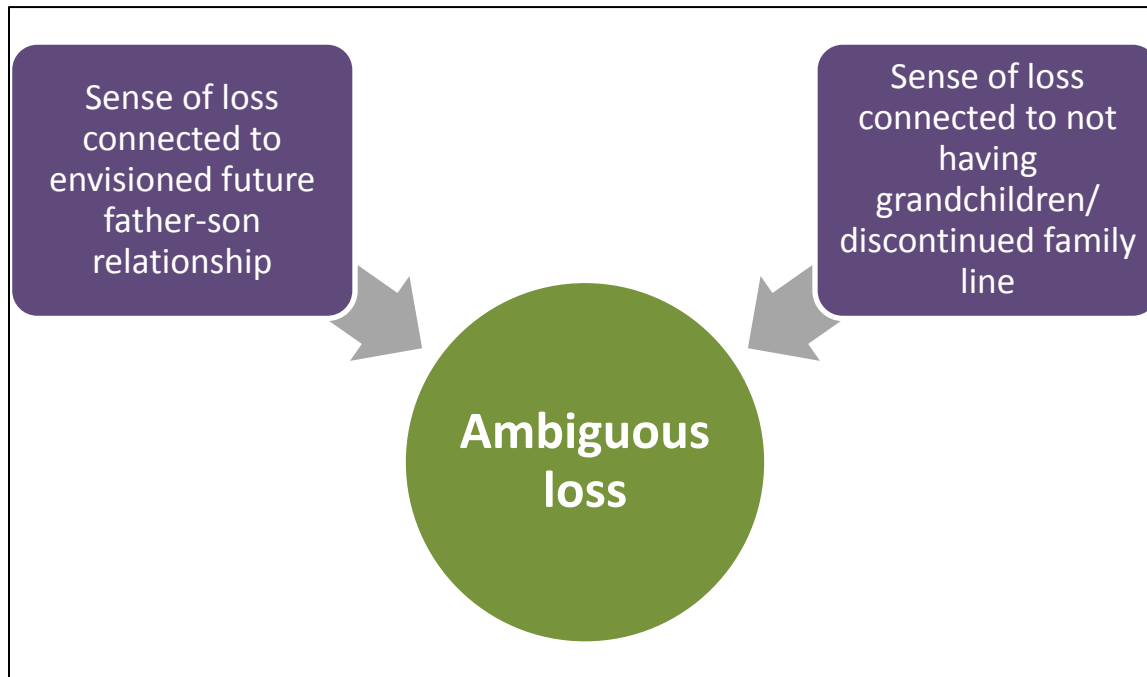 Sense of loss
connected to
envisioned future
father-son
relationship
Sense of loss
connected to not
having
grandchildren/
discontinued family
line
Ambiguous
loss